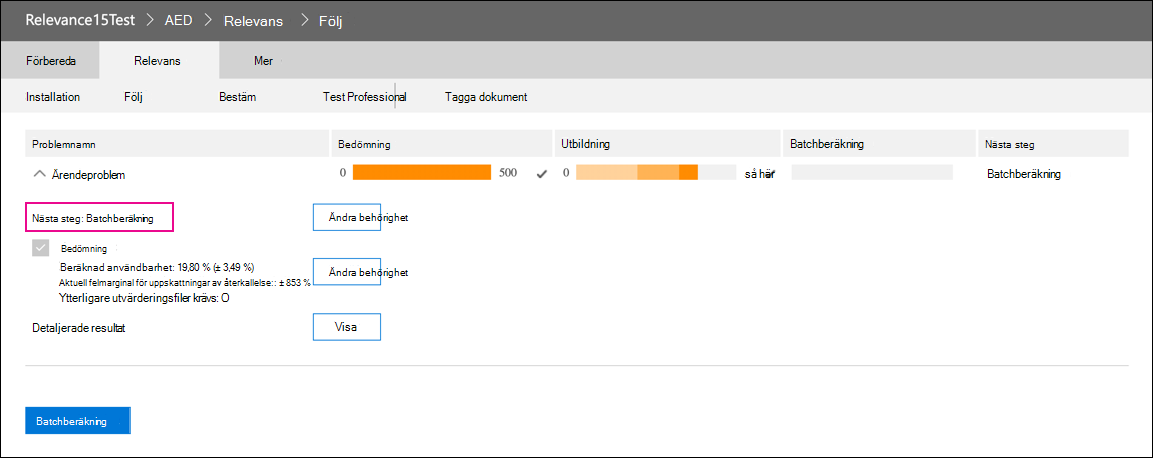 Relevance15Test > AED > Relevans > Följ
Förbereda Relevans Mer
Installation Följ Bestäm Test Professional Tagga dokument
Problemnamn Bedömning Utbildning Batchberäkning Nästa steg
Ärendeproblem 0 500 0 så här Batchberäkning
Nästa steg: Batchberäkning Ändra behörighet
Bedömning
Beräknad användbarhet: 19,80 % (± 3,49 %) Ändra behörighet
Aktuell felmarginal för uppskattningar av återkallelse:: ± 853 %
Ytterligare utvärderingsfiler krävs: O
Detaljerade resultat Visa
Batchberäkning